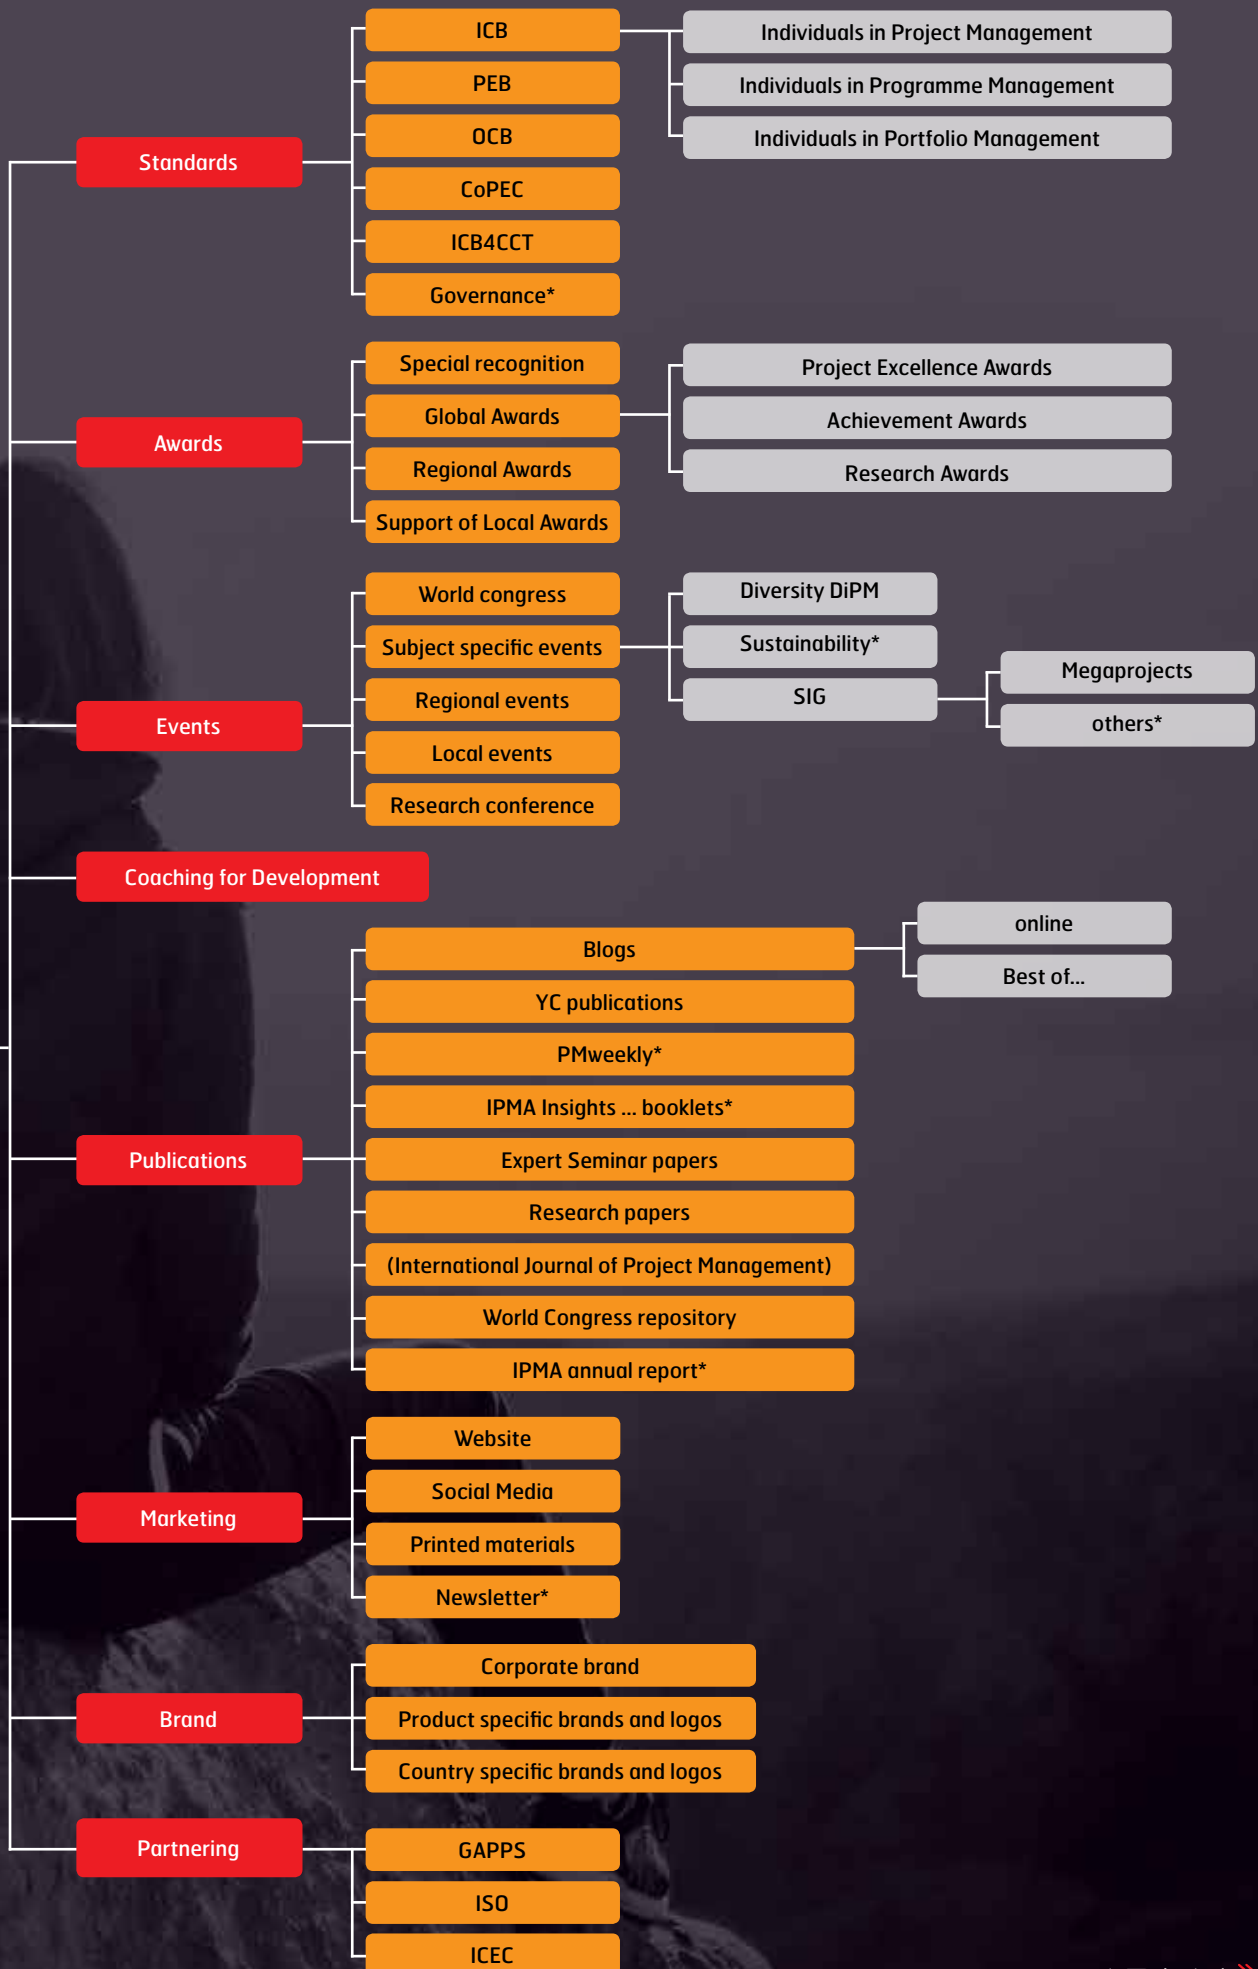 Standards
ICB
Individuals in Project Management
Individuals in Programme Management
Individuals in Portfolio Management
PEB
OCB
CoPEC
ICB4CCT
Governance*
Awards
Special recognition
Global Awards
Project Excellence Awards
Achievement Awards
Research Awards
Regional Awards
Support of Local Awards
Events
World congress
Subject specific events
Diversity DiPM
Sustainability*
SIG
Megaprojects
others*
Regional events
Local events
Research conference
Coaching for Development
Publications
Blogs
online
Best of...
YC publications
PMweekly*
IPMA Insights ... booklets*
Expert Seminar papers
Research papers
(International Journal of Project Management)
World Congress repository
IPMA annual report*
Marketing
Website
Social Media
Printed materials
Newsletter*
Brand
Corporate brand
Product specific brands and logos
Country specific brands and logos
Partnering
GAPPS
ISO
ICEC